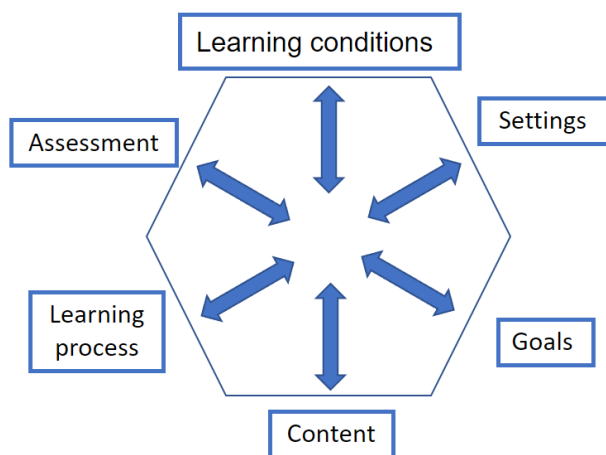 Learning conditions
Settings
Assessment
Learning
process
Goals
Content